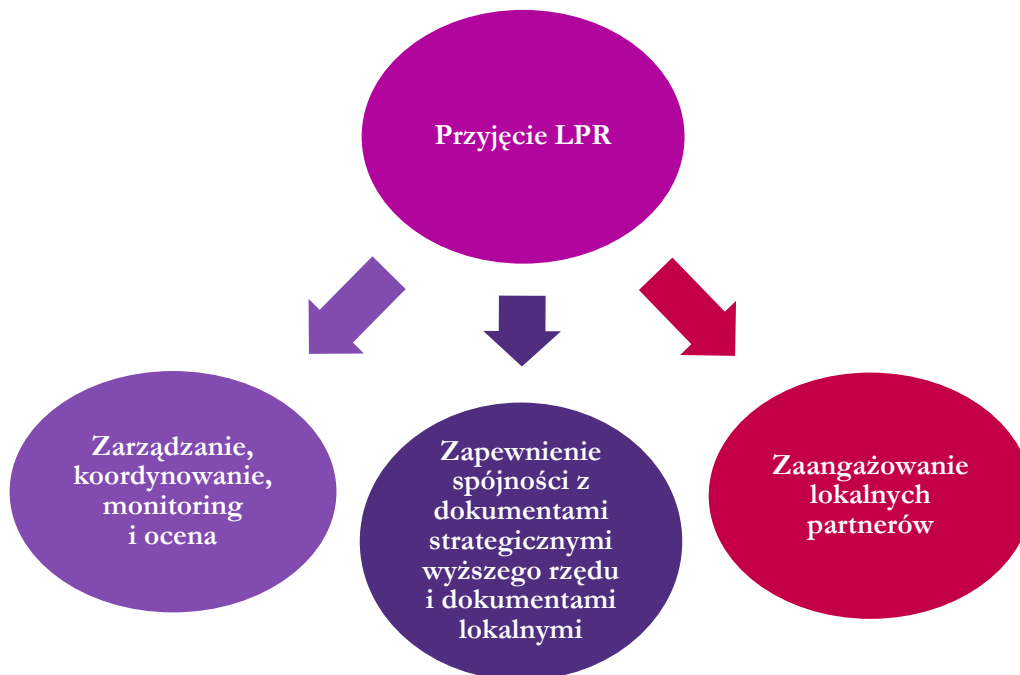 Przyjęcie LPR
Zarządzanie,
koordynowanie,
monitoring
i ocena
Zapewnienie
spójności z
dokumentami
strategicznymi
wyższego rzędu
i dokumentami
lokalnymi
Zaangażowanie
lokalnych
partnerów